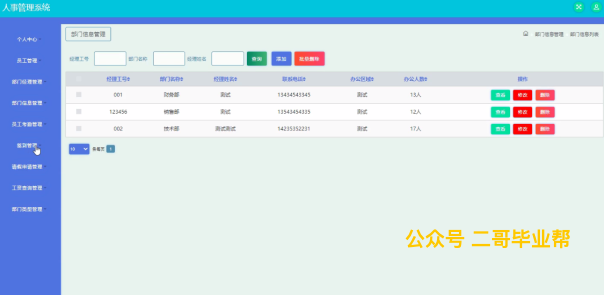 人事管理系统
个人中心
员工管理
部门经理管理
部门信息管理
员工考勤管理
签到管理
请假申请管理
工资查询管理
部门类型管理
部门信息管理
部门信息管理 部门信息列表
经理工号 部门名称 经理姓名 查询 添加 批量删除
经理工号 部门名称 经理姓名 联系电话 办公区域 办公人数 操作
001 财务部 测试 13434543345 测试 13人 查看 修改 删除
123456 销售部 测试 13543454335 测试 12人 查看 修改 删除
002 技术部 测试测试 14235352231 测试 17人 查看 修改 删除
10 条每页 1
公众号 二哥毕业帮